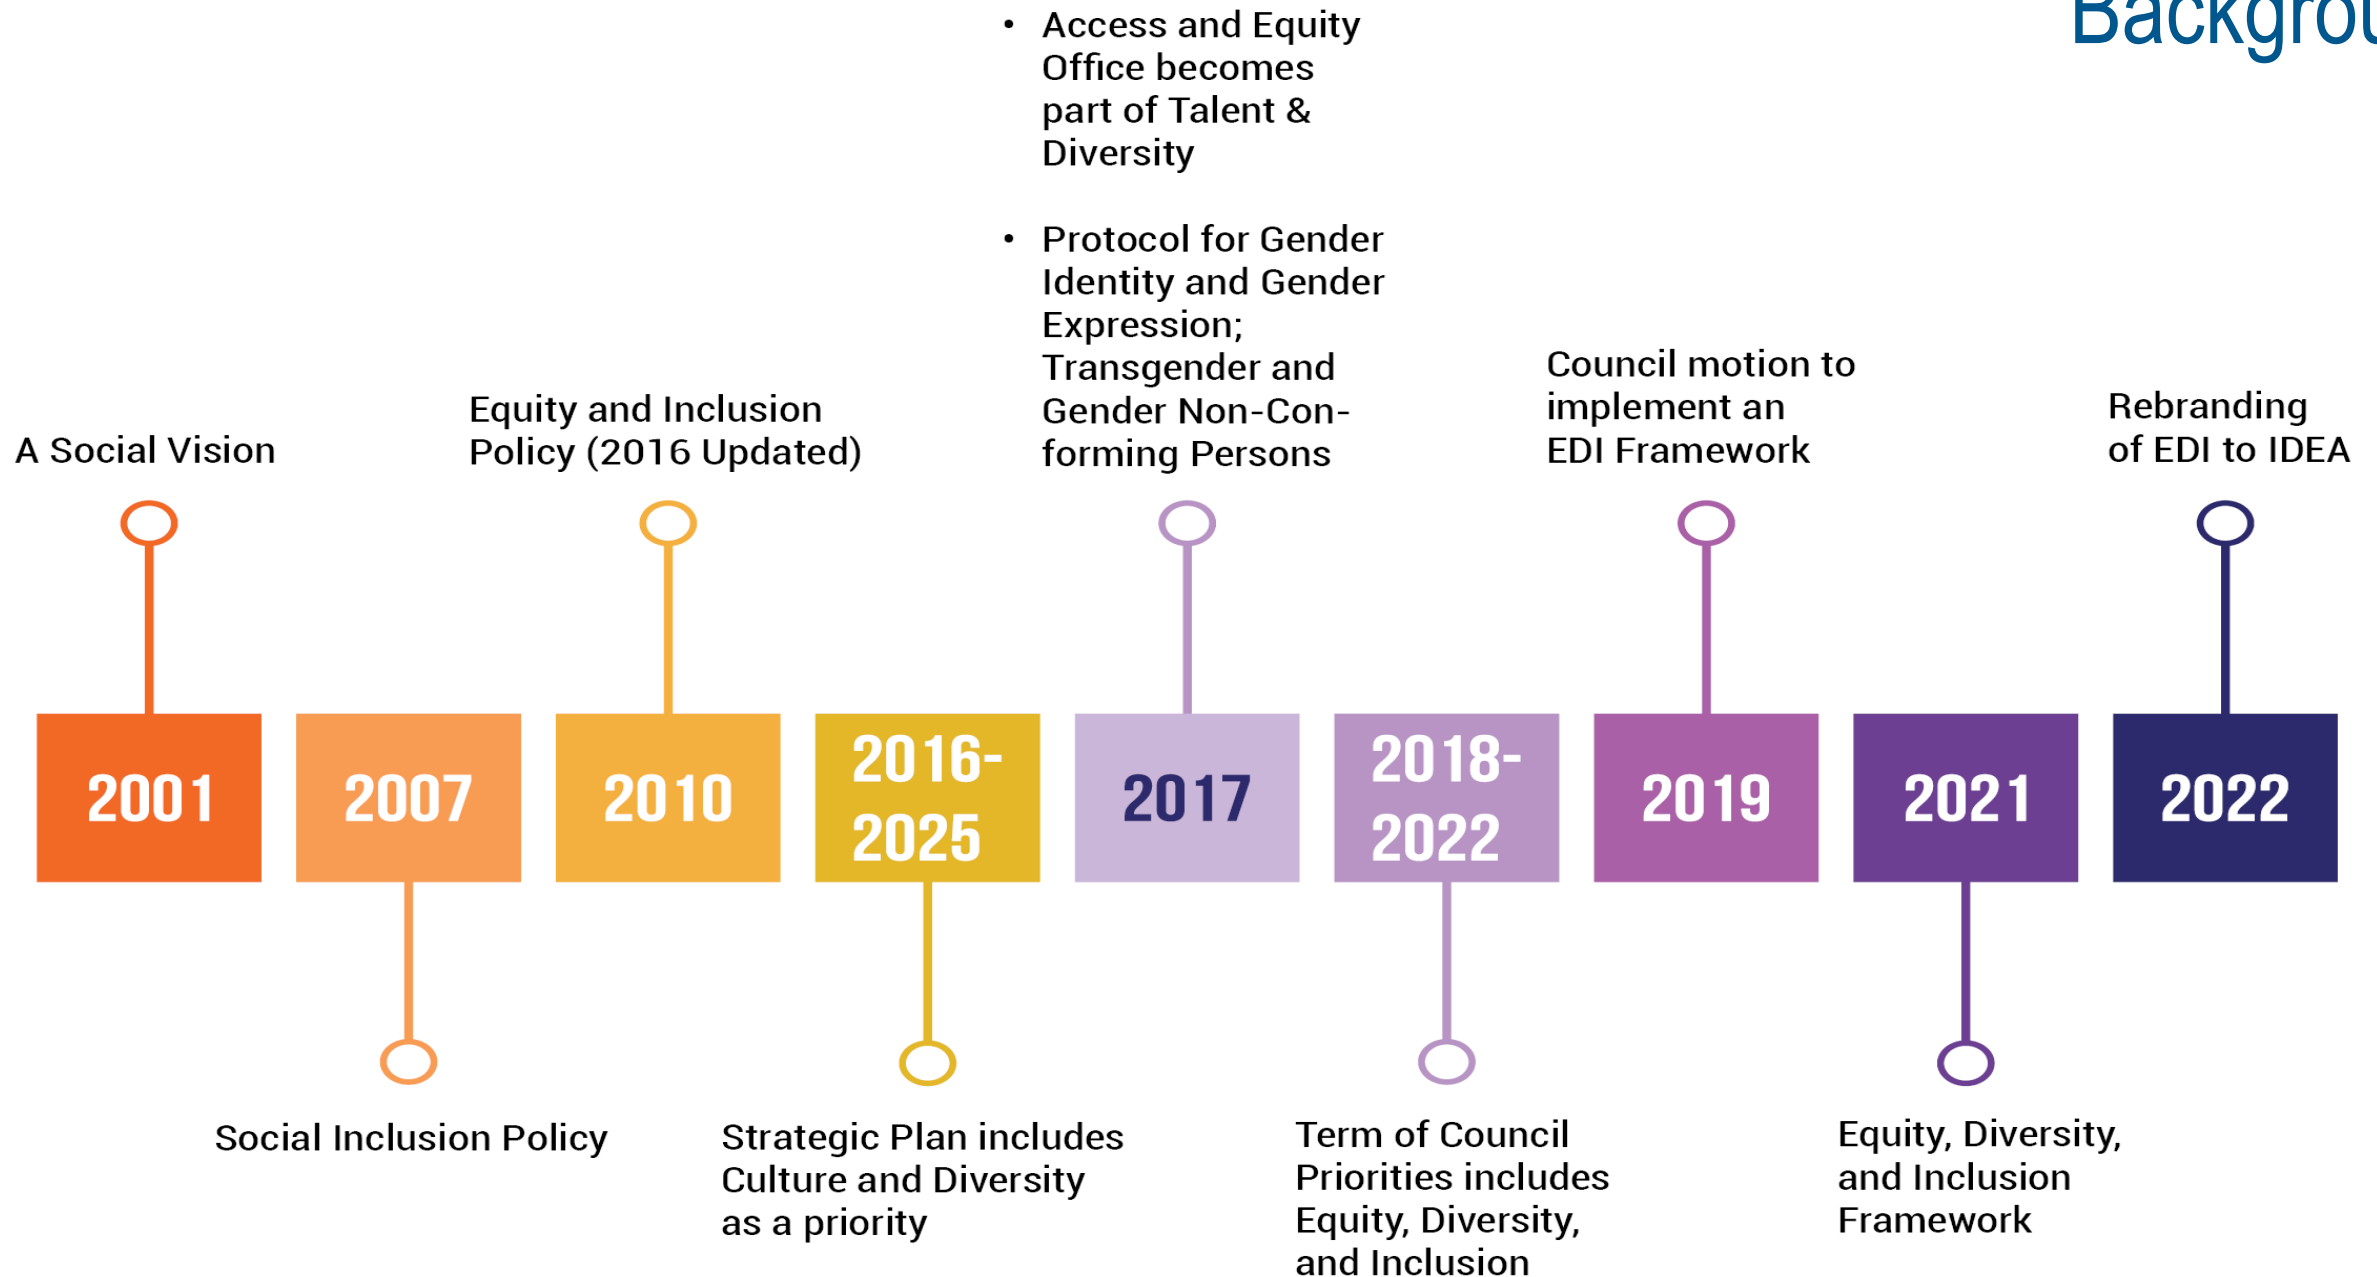 Access and Equity
Office becomes
part of Talent &
Diversity
Protocol for Gender
Identity and Gender
Expression;
Transgender and
Gender Non-Con-
forming Persons
A Social Vision
Equity and Inclusion
Policy (2016 Updated)
Council motion to
implement an
EDI Framework
Rebranding
of EDI to IDEA
2001
2007
2010
2016-
2025
2017
2018-
2022
2019
2021
2022
Social Inclusion Policy
Strategic Plan includes
Culture and Diversity
as a priority
Term of Council
Priorities includes
Equity, Diversity,
and Inclusion
Equity, Diversity,
and Inclusion
Framework